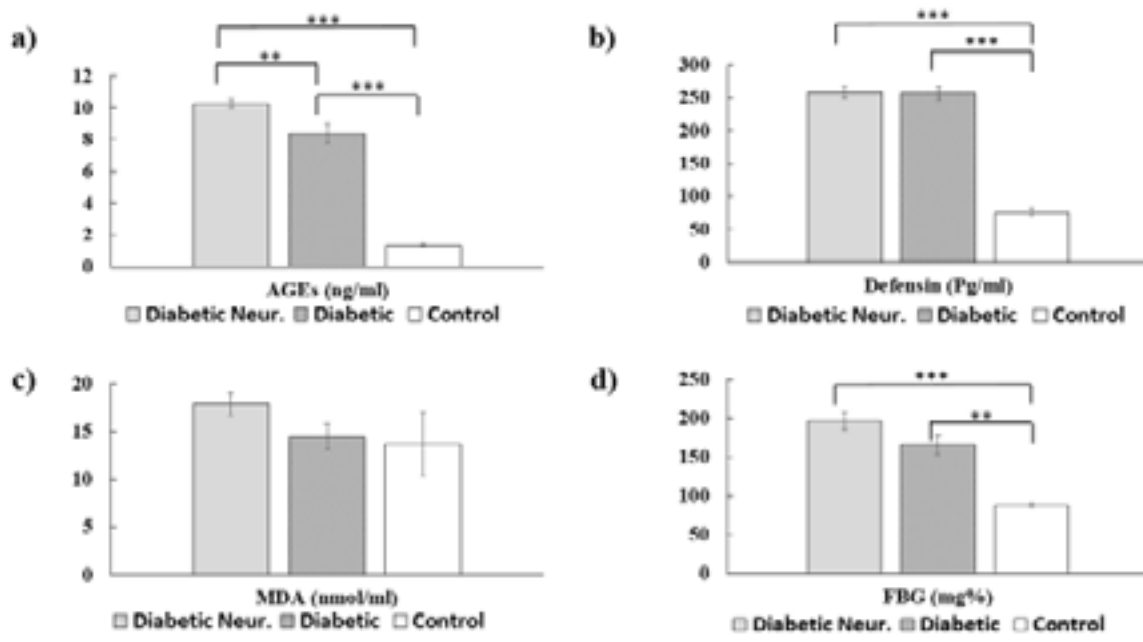 a)
***
**
***
12
10
8
6
4
2
0
AGEs (ng/ml)
Diabetic Neur. Diabetic Control
b)
***
***
300
250
200
150
100
50
0
Defensin (Pg/ml)
Diabetic Neur. Diabetic Control
c)
20
15
10
5
0
MDA (nmol/ml)
Diabetic Neur. Diabetic Control
d)
***
**
250
200
150
100
50
0
FBG (mg%)
Diabetic Neur. Diabetic Control